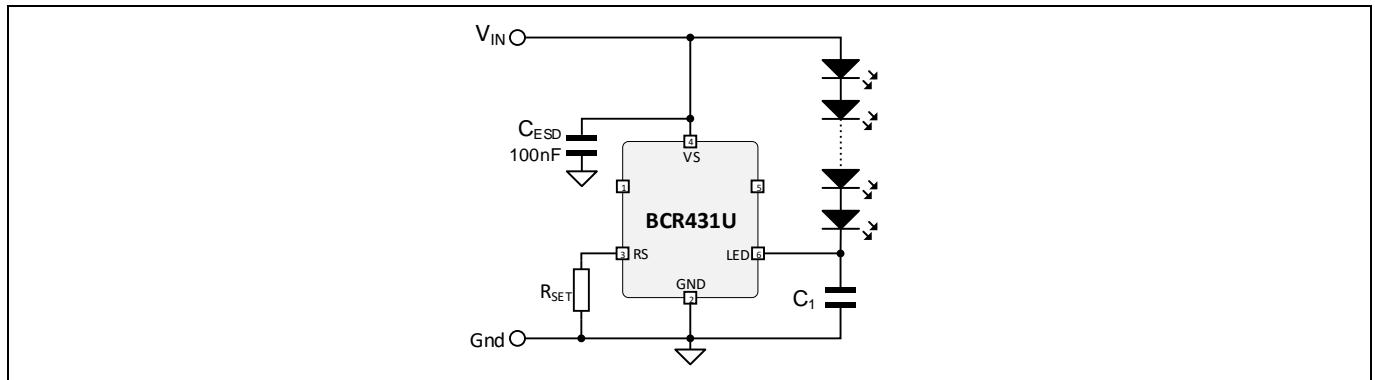 VIN
CESD
100nF
4
VS
1
5
BCR431U
3 RS
LED 6
GND
2
RSET
C1
Gnd